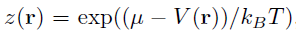 z(r) = exp((μ − V(r))/k_BT)